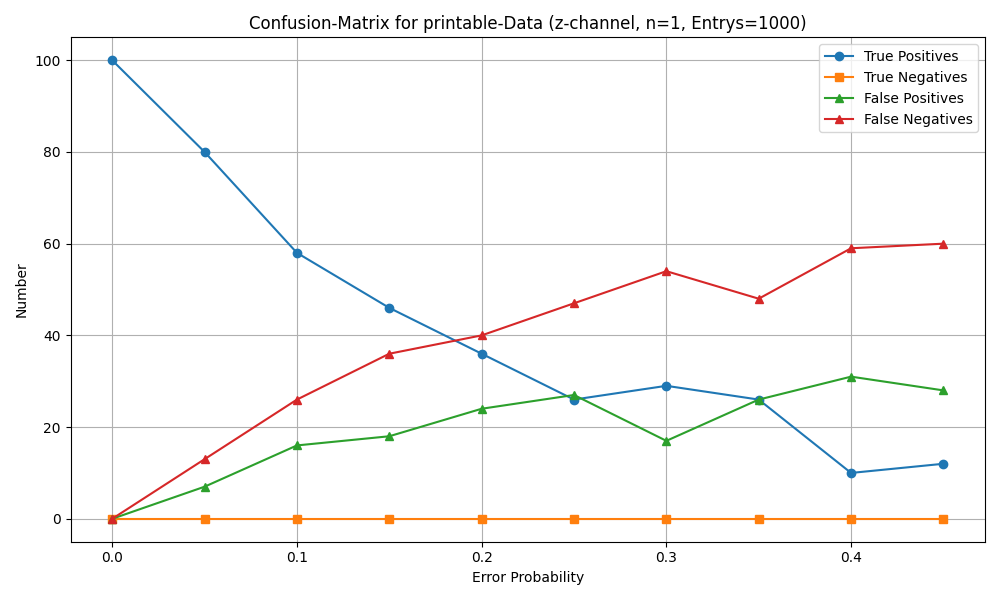 Confusion-Matrix for printable-Data (z-channel, n=1, Entrys=1000)
True Positives
True Negatives
False Positives
False Negatives
Number
100
80
60
40
20
0
0.0
0.1
0.2
0.3
0.4
Error Probability